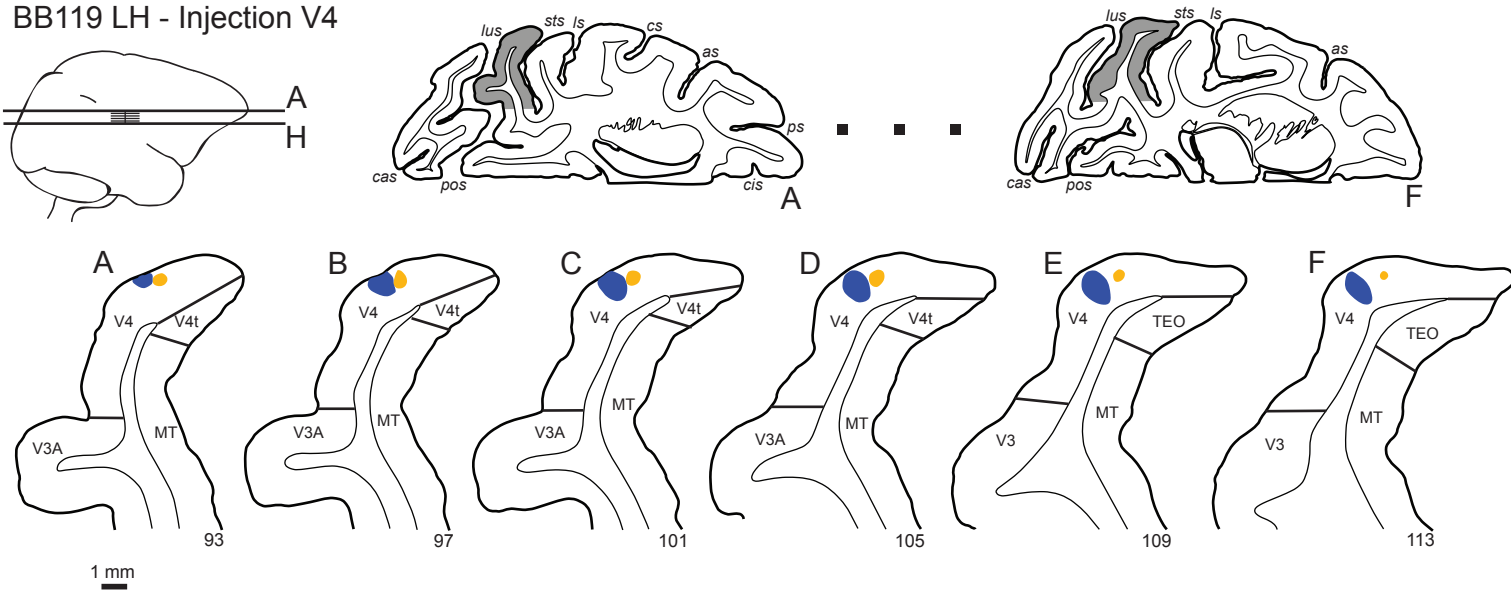 BB119 LH - Injection V4
A
H
lus sts ls cs as
ps
cas pos cis A
lus sts ls as
cas pos F
A B C D E F
V4 V4t V4 V4t V4 V4t V4 V4t V4 TEO V4 TEO
V3A MT V3A MT V3A MT V3A MT V3 MT V3 MT
93 97 101 105 109 113
1 mm